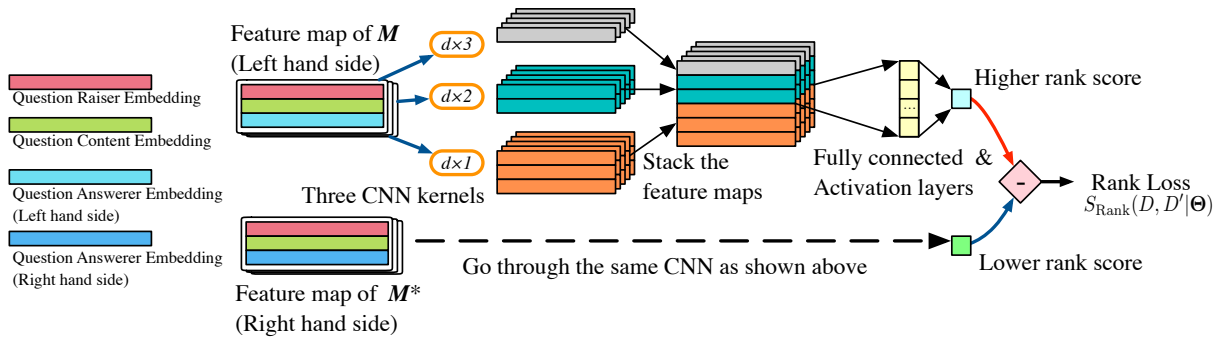 Question Raiser Embedding
Question Content Embedding
Question Answerer Embedding
(Left hand side)
Question Answerer Embedding
(Right hand side)
Feature map of M
(Left hand side)
d×3
d×2
d×1
Three CNN kernels
Stack the
feature maps
...
Fully connected &
Activation layers
Higher rank score
-
Rank Loss
S_Rank(D, D′|Θ)
Lower rank score
Go through the same CNN as shown above
Feature map of M*
(Right hand side)